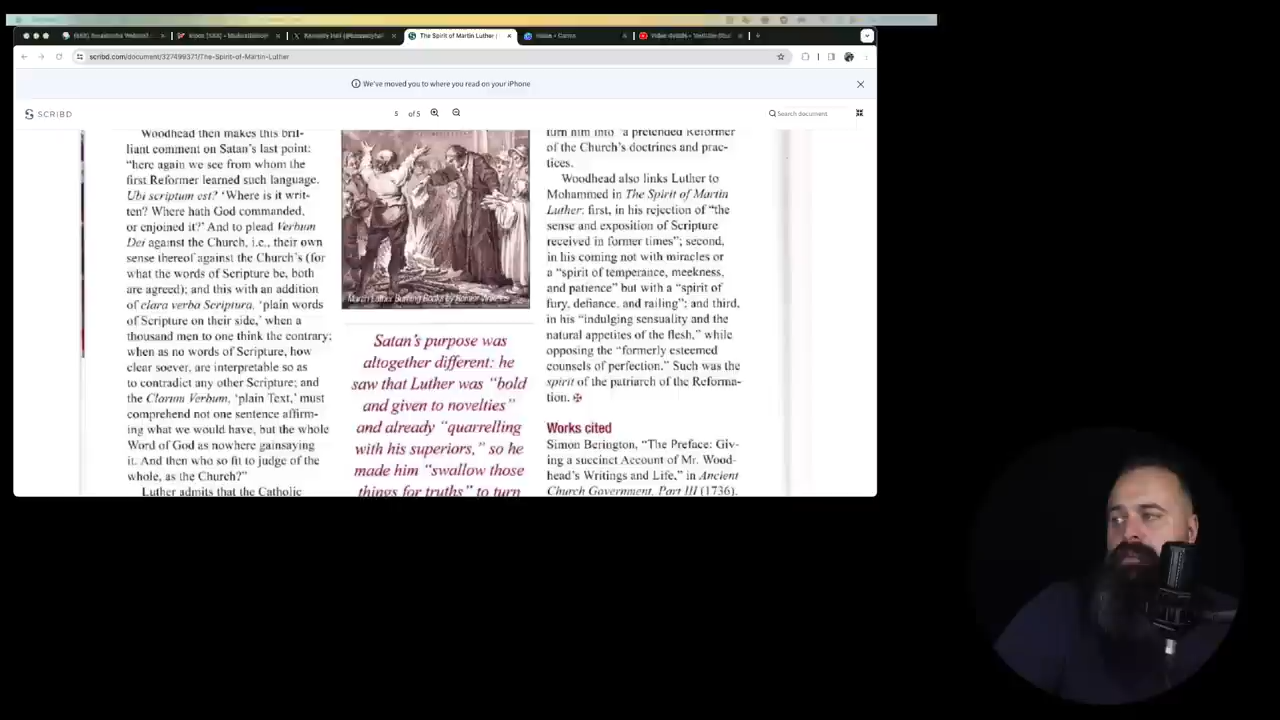 The Spirit of Martin Luther |
Home - Canva
scribd.com/document/327499371/The-Spirit-of-Martin-Luther
We've moved you to where you read on your iPhone
SCRIBD
5 of 5
Search document
Woodhead then makes this bril-
liant comment on Satan's last point:
"here again we see from whom the
first Reformer learned such language.
Ubi scriptum est? 'Where is it writ-
ten? Where hath God commanded,
or enjoined it?' And to plead Verbum
Dei against the Church, i.e., their own
sense thereof against the Church's (for
what the words of Scripture be, both
are agreed); and this with an addition
of clara verba Scriptura, 'plain words
of Scripture on their side,' when a
thousand men to one think the contrary;
when as no words of Scripture, how
clear soever, are interpretable so as
to contradict any other Scripture; and
the Clarum Verbum, 'plain Text,' must
comprehend not one sentence affirm-
ing what we would have, but the whole
Word of God as nowhere gainsaying
it. And then who so fit to judge of the
whole, as the Church?"
Luther admits that the Catholic
Martin Luther Burning Books by
Satan's purpose was
altogether different: he
saw that Luther was "bold
and given to novelties"
and already "quarrelling
with his superiors," so he
made him "swallow those
things for truths" to turn
turn him into "a pretended Reformer
of the Church's doctrines and prac-
tices.
Woodhead also links Luther to
Mohammed in The Spirit of Martin
Luther: first, in his rejection of "the
sense and exposition of Scripture
received in former times"; second,
in his coming not with miracles or
a "spirit of temperance, meekness,
and patience" but with a "spirit of
fury, defiance, and railing"; and third,
in his "indulging sensuality and the
natural appetites of the flesh," while
opposing the "formerly esteemed
counsels of perfection." Such was the
spirit of the patriarch of the Reforma-
tion. ✠
Works cited
Simon Berington, "The Preface: Giv-
ing a succinct Account of Mr. Wood-
head's Writings and Life," in Ancient
Church Government, Part III (1736).